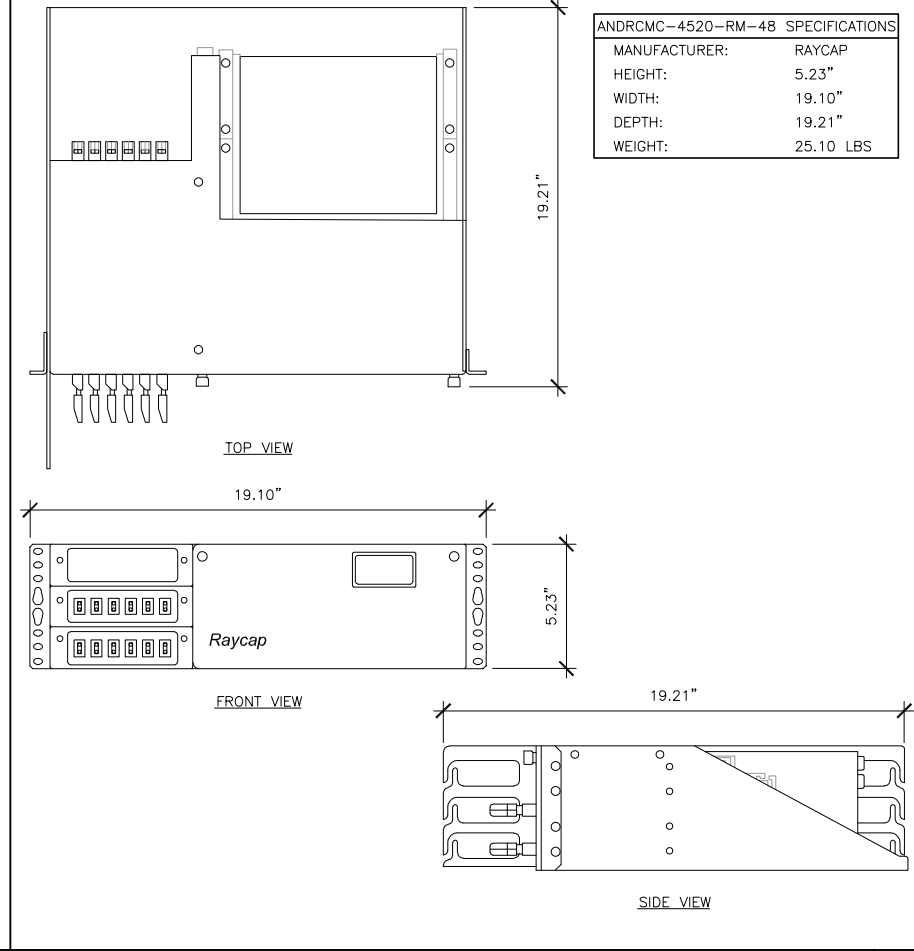 ANDRCMC-4520-RM-48 SPECIFICATIONS
MANUFACTURER: RAYCAP
HEIGHT: 5.23"
WIDTH: 19.10"
DEPTH: 19.21"
WEIGHT: 25.10 LBS
19.21"
TOP VIEW
19.10"
5.23"
Raycap
FRONT VIEW
19.21"
SIDE VIEW